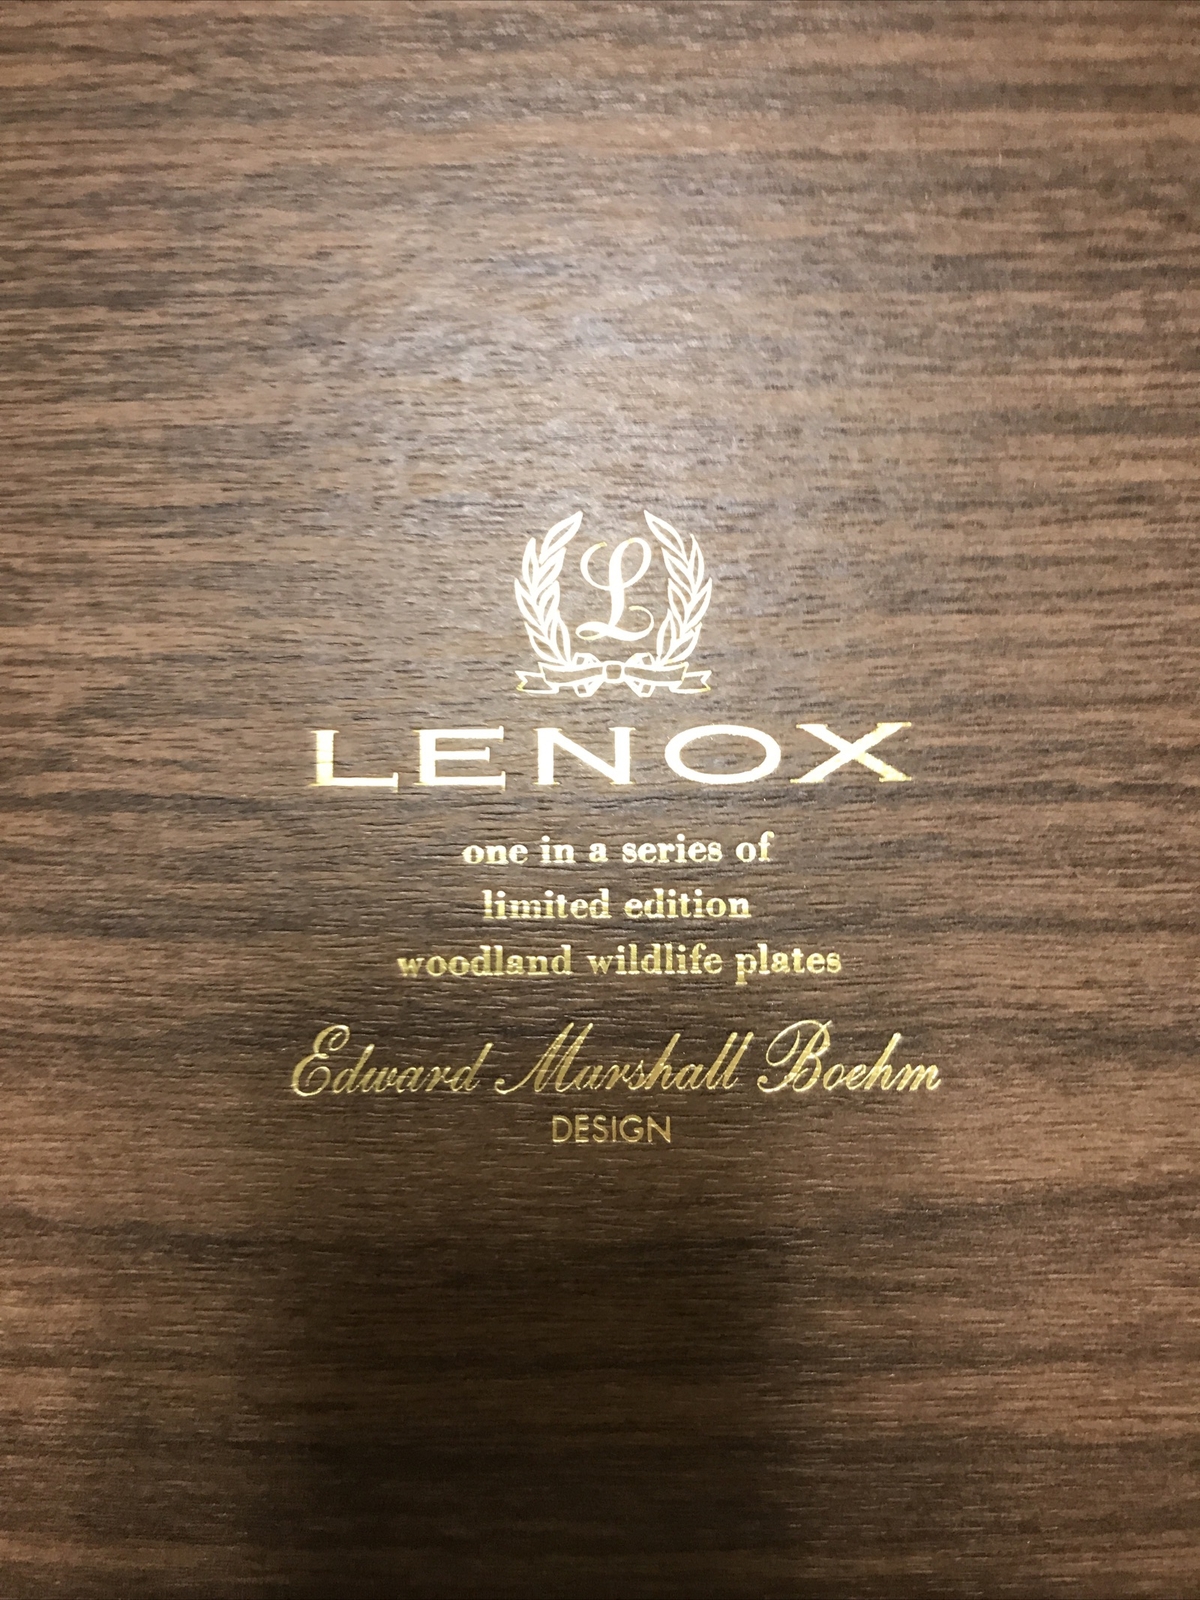 L
LENOX
one in a series of
limited edition
woodland wildlife plates
Edward Marshall Boehm
DESIGN